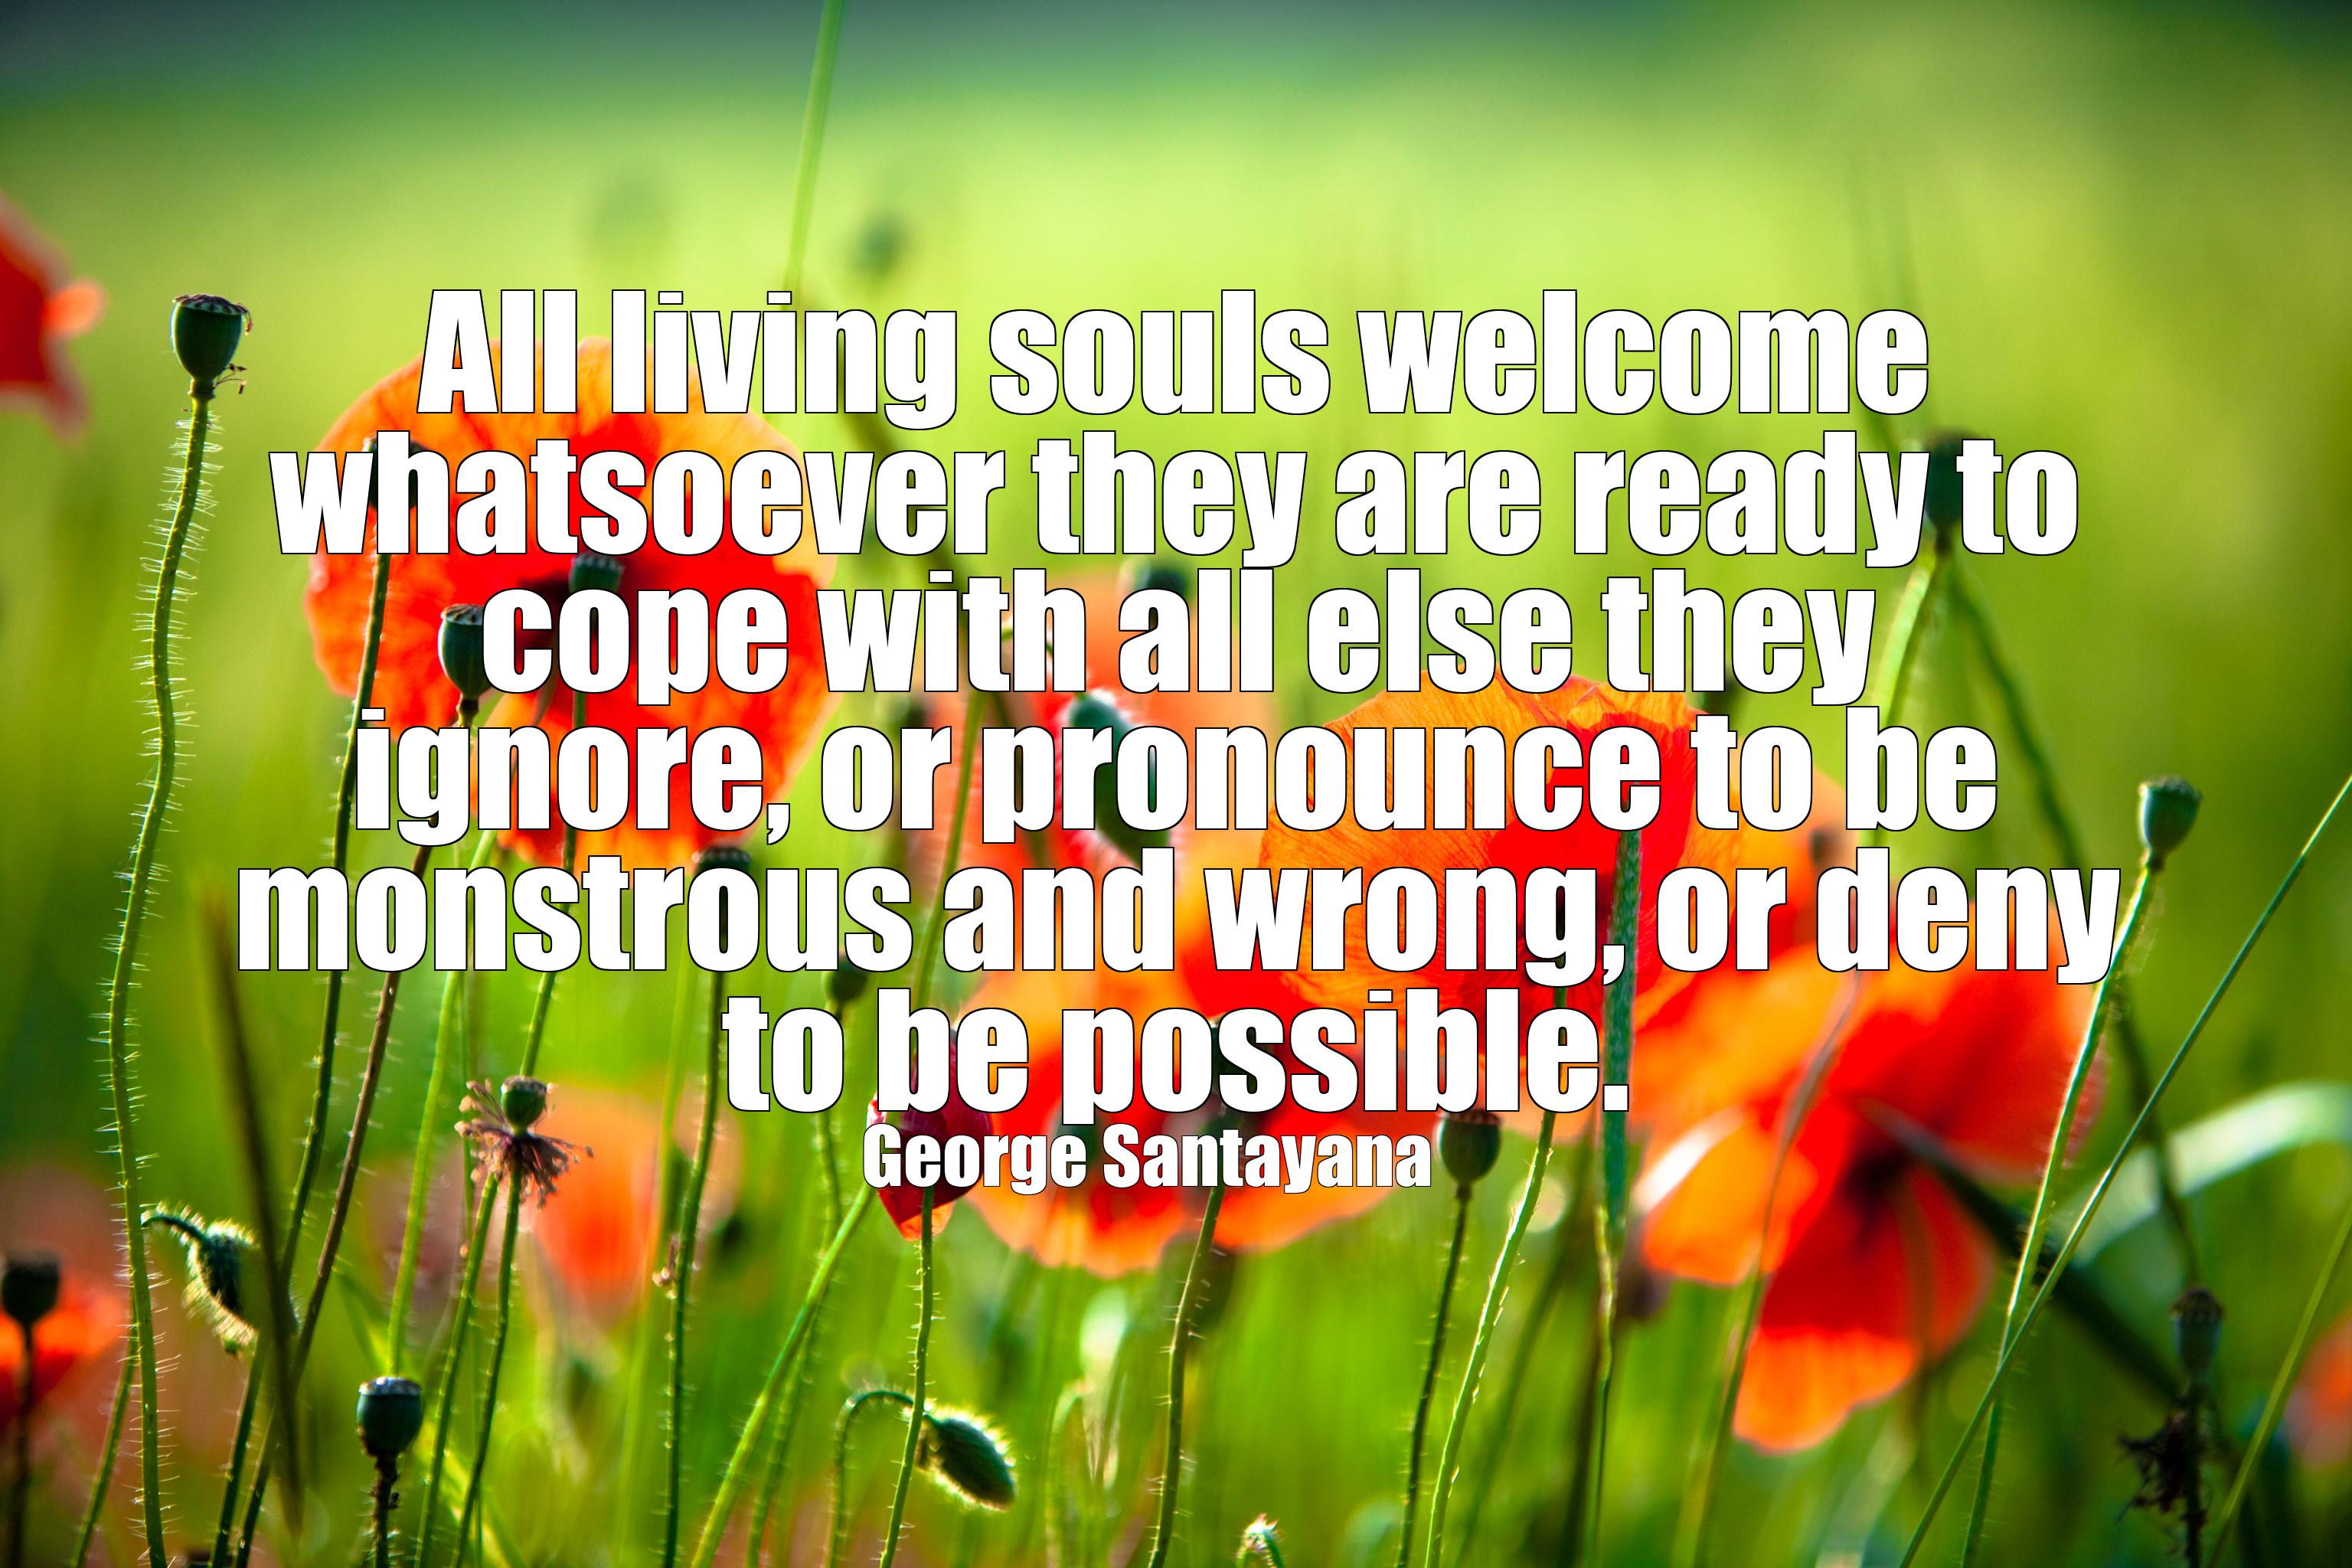 All living souls welcome
whatsoever they are ready to
cope with all else they
ignore, or pronounce to be
monstrous and wrong, or deny
to be possible.
George Santayana